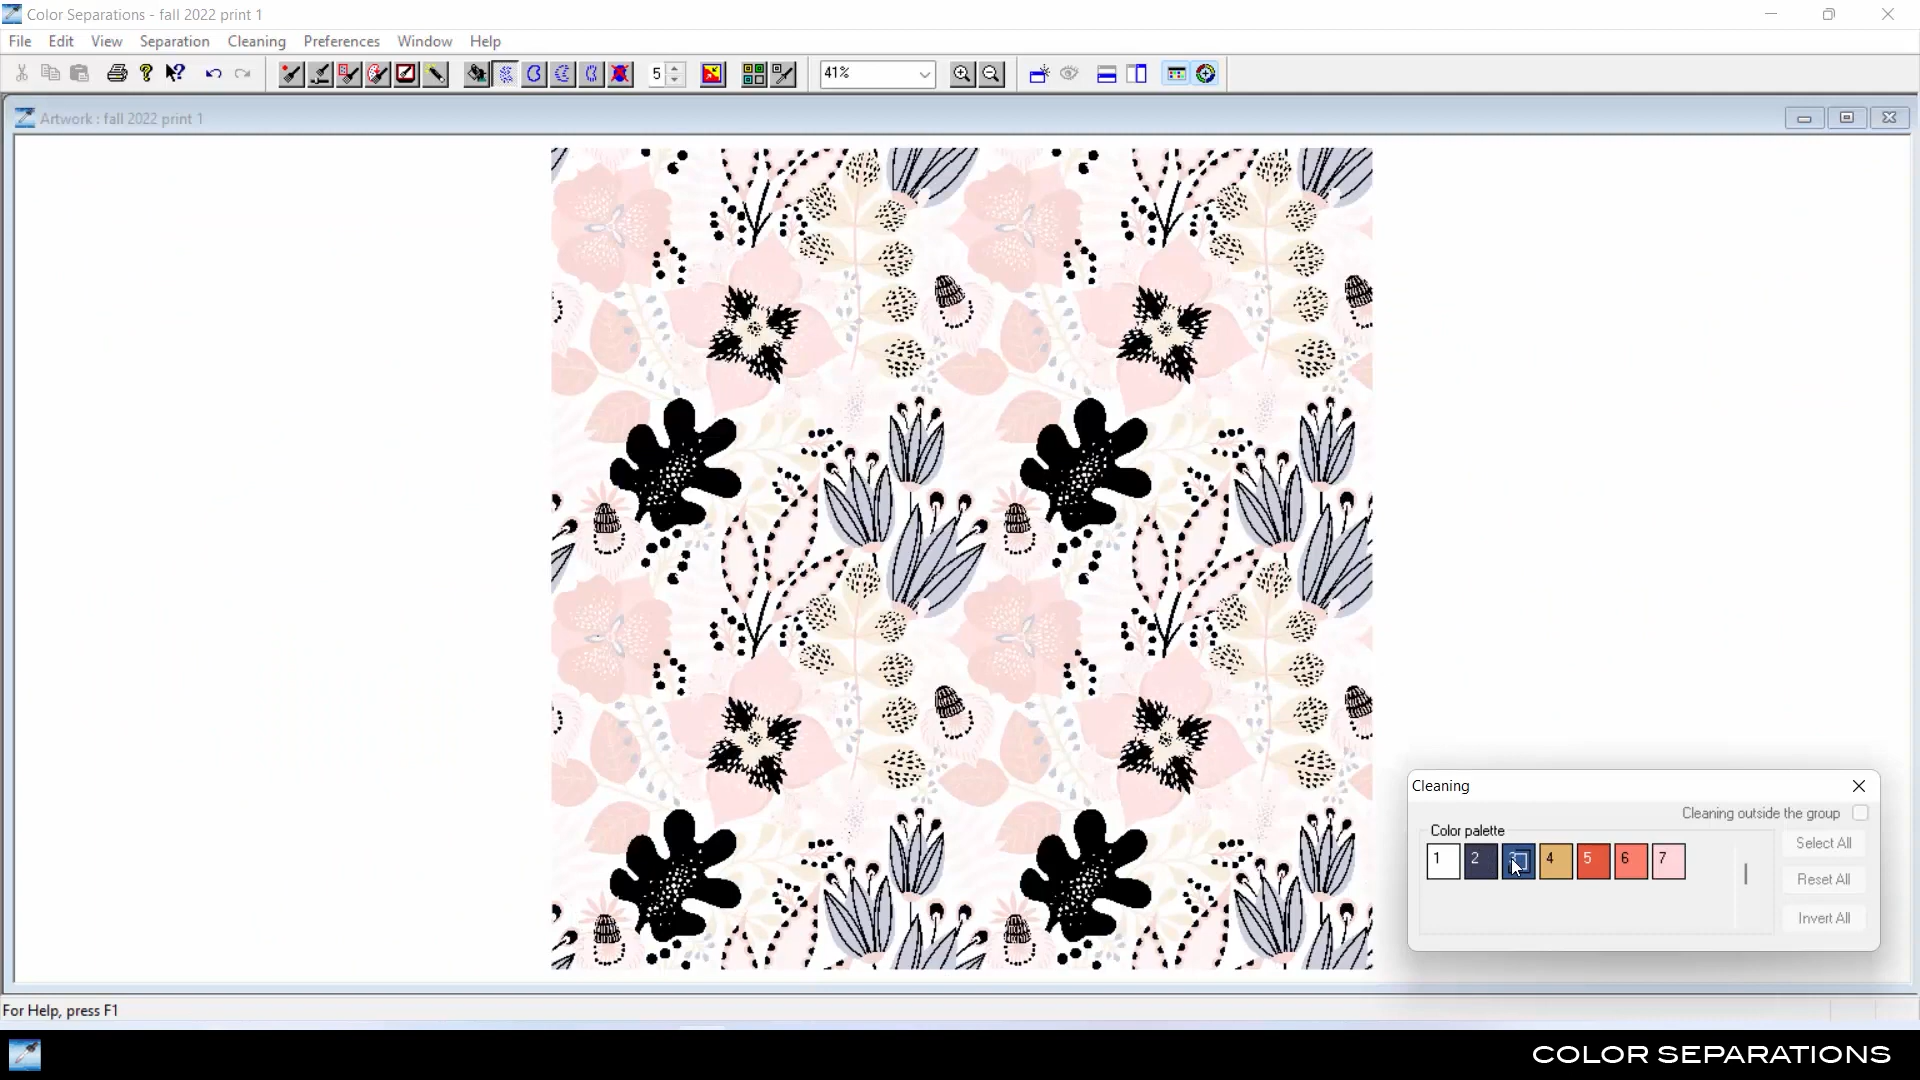 Color Separations - fall 2022 print 1
File Edit View Separation Cleaning Preferences Window Help
5 41%
Artwork : fall 2022 print 1
Cleaning
Cleaning outside the group
Color palette
Select All
1 2 3 4 5 6 7
Reset All
Invert All
For Help, press F1
COLOR SEPARATIONS